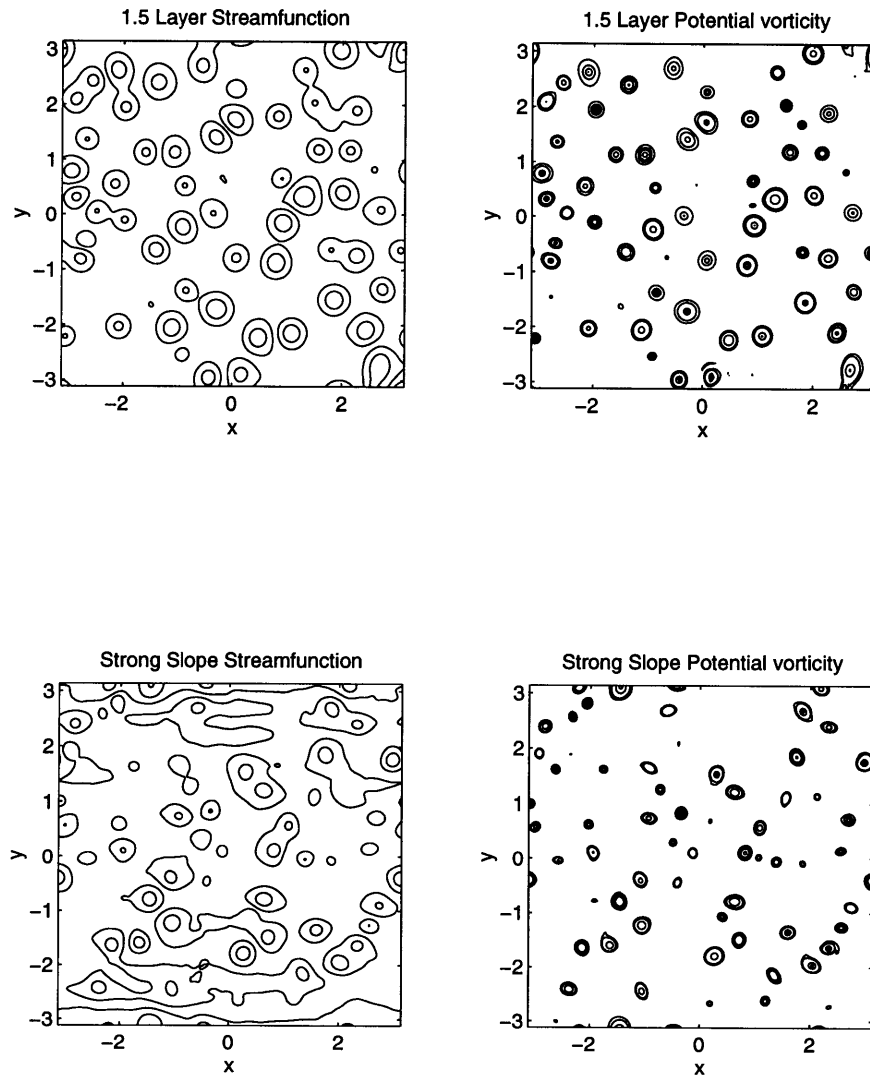 1.5 Layer Streamfunction
3
2
1
0
−1
−2
−3
y
−2 0 2
x
1.5 Layer Potential vorticity
3
2
1
0
−1
−2
−3
y
−2 0 2
x
Strong Slope Streamfunction
3
2
1
0
−1
−2
−3
y
−2 0 2
x
Strong Slope Potential vorticity
3
2
1
0
−1
−2
−3
y
−2 0 2
x